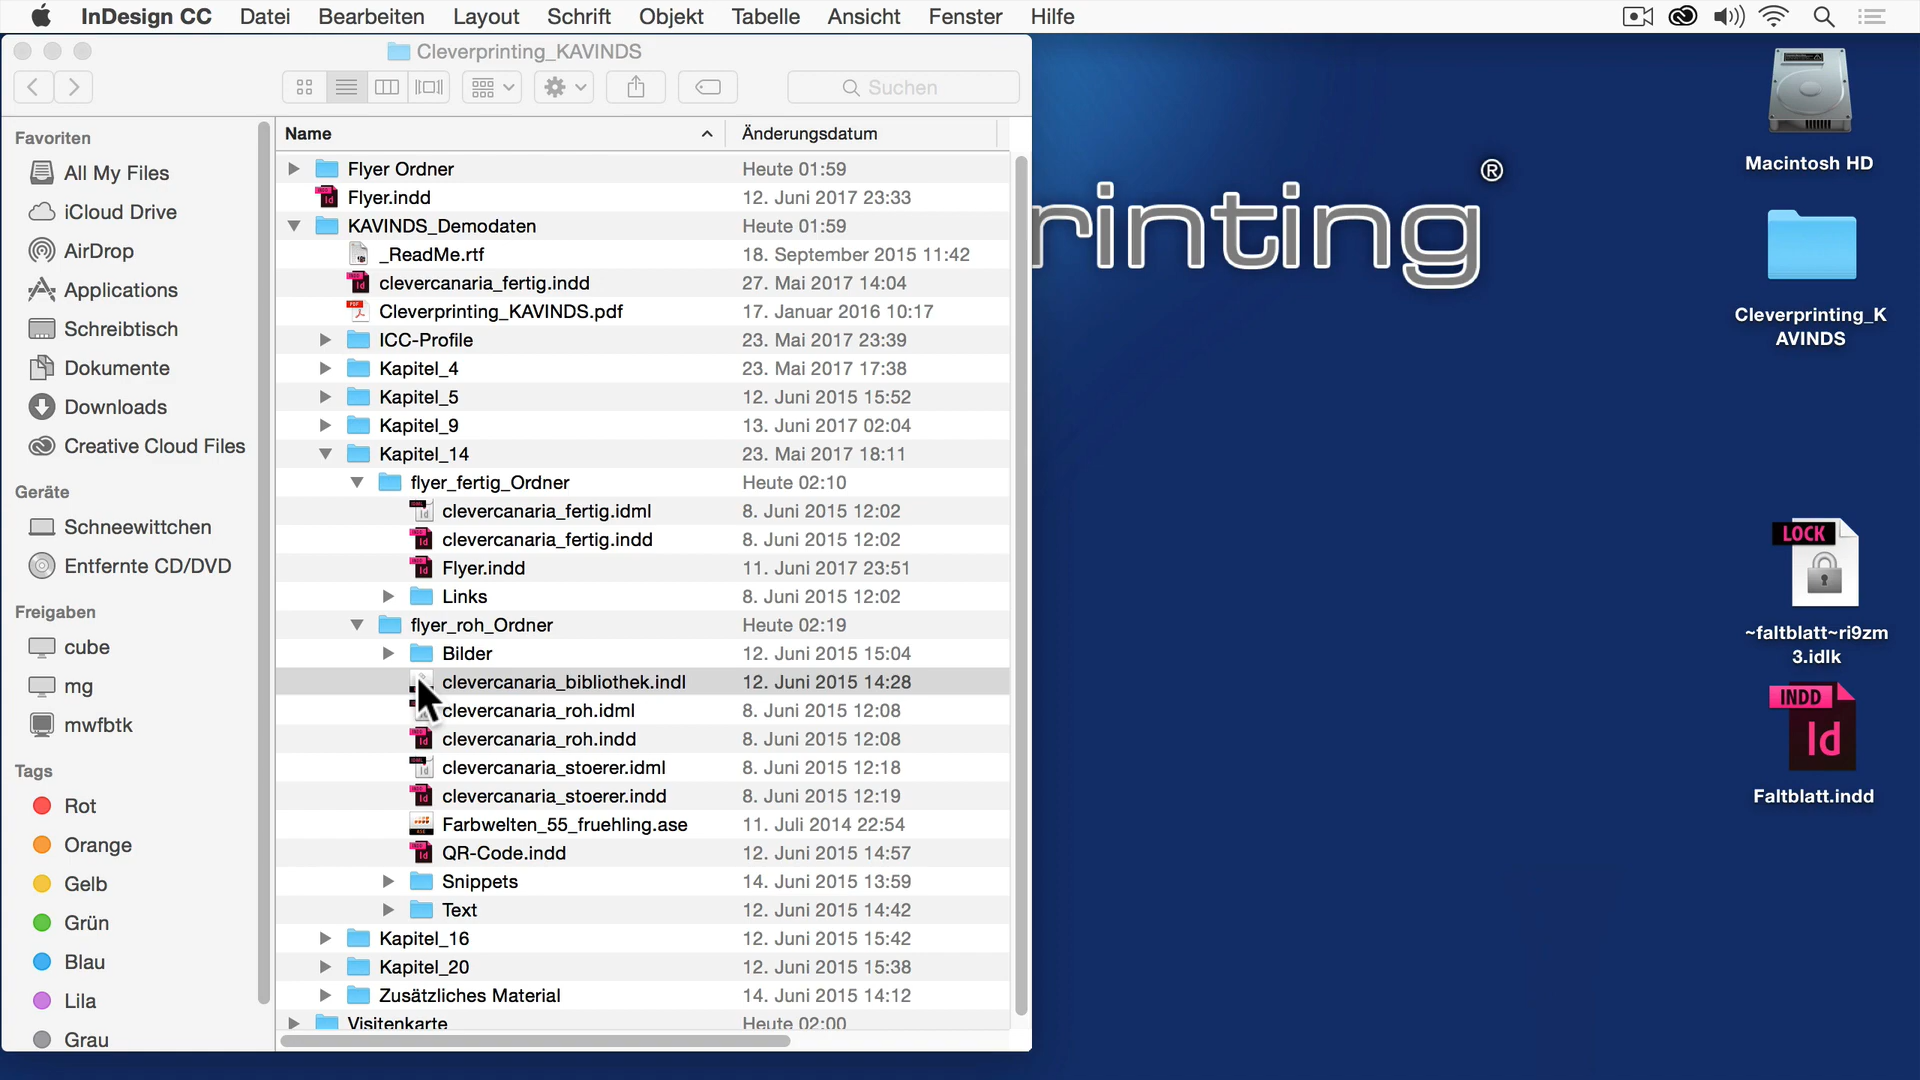 InDesign CC Datei Bearbeiten Layout Schrift Objekt Tabelle Ansicht Fenster Hilfe
Cleverprinting_KAVINDS
Suchen
Name Änderungsdatum
Favoriten
All My Files
iCloud Drive
AirDrop
Applications
Schreibtisch
Dokumente
Downloads
Creative Cloud Files
Geräte
Schneewittchen
Entfernte CD/DVD
Freigaben
cube
mg
mwfbtk
Tags
Rot
Orange
Gelb
Grün
Blau
Lila
Grau
Flyer Ordner Heute 01:59
Flyer.indd 12. Juni 2017 23:33
KAVINDS_Demodaten Heute 01:59
_ReadMe.rtf 18. September 2015 11:42
clevercanaria_fertig.indd 27. Mai 2017 14:04
Cleverprinting_KAVINDS.pdf 17. Januar 2016 10:17
ICC-Profile 23. Mai 2017 23:39
Kapitel_4 23. Mai 2017 17:38
Kapitel_5 12. Juni 2015 15:52
Kapitel_9 13. Juni 2017 02:04
Kapitel_14 23. Mai 2017 18:11
flyer_fertig_Ordner Heute 02:10
clevercanaria_fertig.idml 8. Juni 2015 12:02
clevercanaria_fertig.indd 8. Juni 2015 12:02
Flyer.indd 11. Juni 2017 23:51
Links 8. Juni 2015 12:02
flyer_roh_Ordner Heute 02:19
Bilder 12. Juni 2015 15:04
clevercanaria_bibliothek.indl 12. Juni 2015 14:28
clevercanaria_roh.idml 8. Juni 2015 12:08
clevercanaria_roh.indd 8. Juni 2015 12:08
clevercanaria_stoerer.idml 8. Juni 2015 12:18
clevercanaria_stoerer.indd 8. Juni 2015 12:19
Farbwelten_55_fruehling.ase 11. Juli 2014 22:54
QR-Code.indd 12. Juni 2015 14:57
Snippets 14. Juni 2015 13:59
Text 12. Juni 2015 14:42
Kapitel_16 12. Juni 2015 15:42
Kapitel_20 12. Juni 2015 15:38
Zusätzliches Material 14. Juni 2015 14:12
Visitenkarte Heute 02:00
rinting®
Macintosh HD
Cleverprinting_K
AVINDS
LOCK
~faltblatt~ri9zm
3.idlk
INDD
Id
Faltblatt.indd